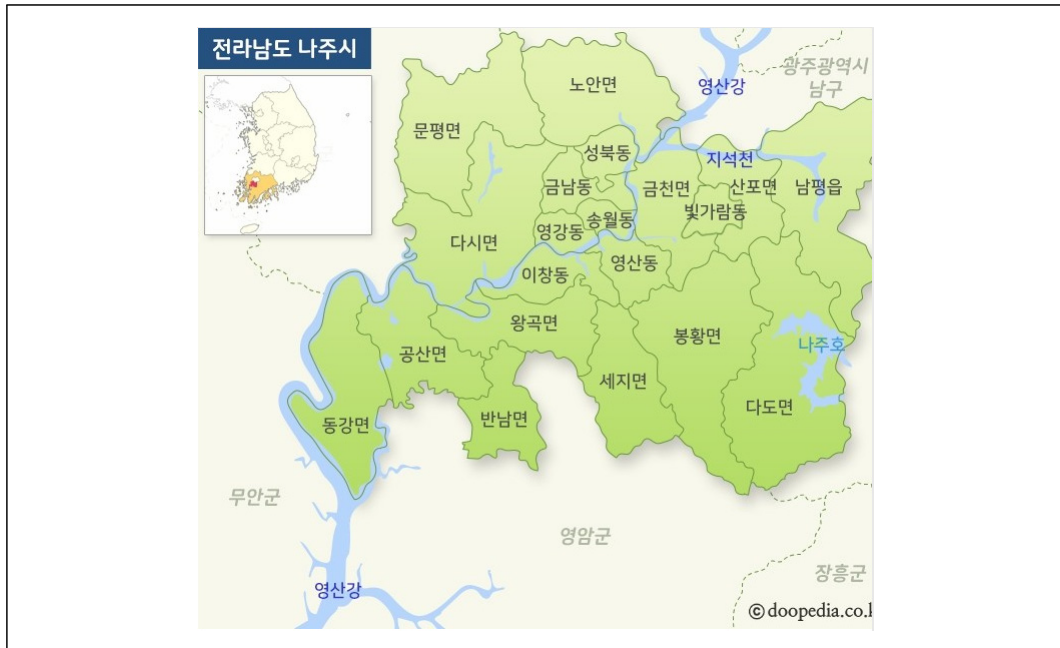 전라남도 나주시
노안면
영산강
광주광역시
남구
문평면
성북동
지석천
금남동
금천면
산포면
남평읍
빛가람동
송월동
영강동
다시면
영산동
이창동
왕곡면
봉황면
나주호
공산면
세지면
다도면
반남면
동강면
무안군
영암군
장흥군
영산강
©doopedia.co.k